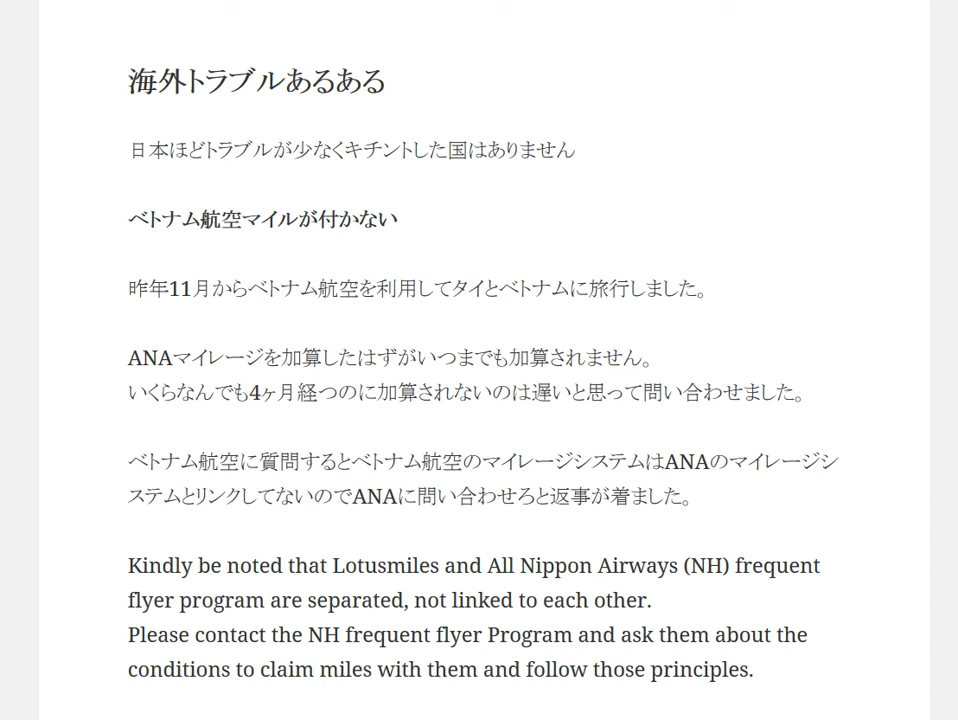 海外トラブルあるある
日本ほどトラブルが少なくキチントした国はありません
ベトナム航空マイルが付かない
昨年11月からベトナム航空を利用してタイとベトナムに旅行しました。
ANAマイレージを加算したはずがいつまでも加算されません。
いくらなんでも4ヶ月経つのに加算されないのは遅いと思って問い合わせました。
ベトナム航空に質問するとベトナム航空のマイレージシステムはANAのマイレージシ
ステムとリンクしてないのでANAに問い合わせろと返事が着ました。
Kindly be noted that Lotusmiles and All Nippon Airways (NH) frequent
flyer program are separated, not linked to each other.
Please contact the NH frequent flyer Program and ask them about the
conditions to claim miles with them and follow those principles.